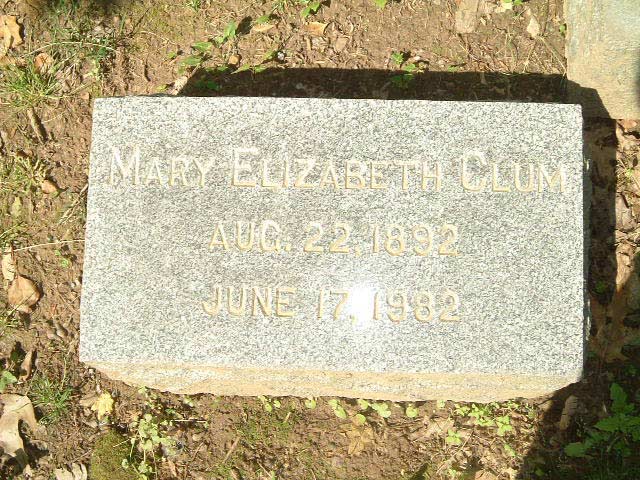 MARY ELIZABETH CLUM
AUG. 22, 1892
JUNE 17, 1982